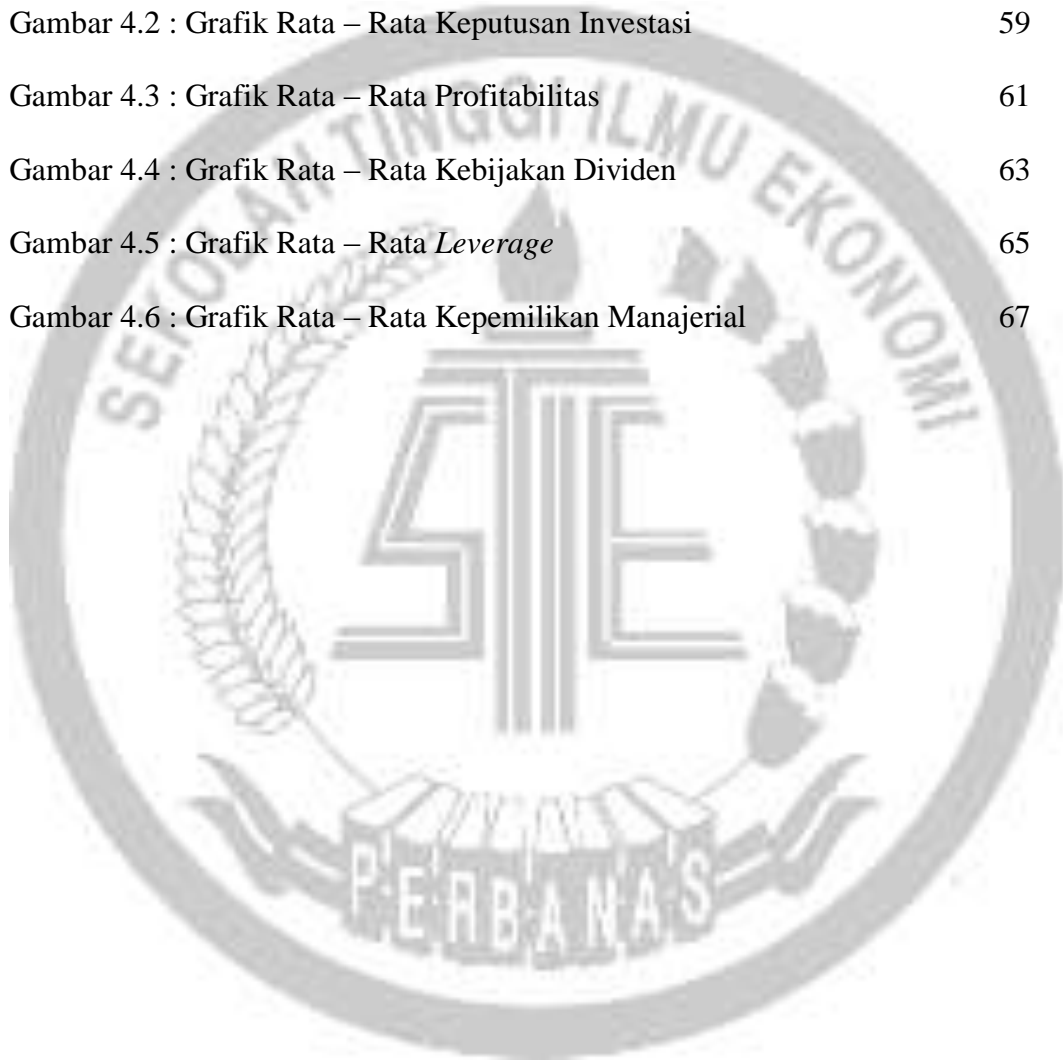 Gambar 4.2 : Grafik Rata – Rata Keputusan Investasi 59
Gambar 4.3 : Grafik Rata – Rata Profitabilitas 61
Gambar 4.4 : Grafik Rata – Rata Kebijakan Dividen 63
Gambar 4.5 : Grafik Rata – Rata Leverage 65
Gambar 4.6 : Grafik Rata – Rata Kepemilikan Manajerial 67
SEKOLAH TINGGI ILMU EKONOMI
STIE
PERBANAS